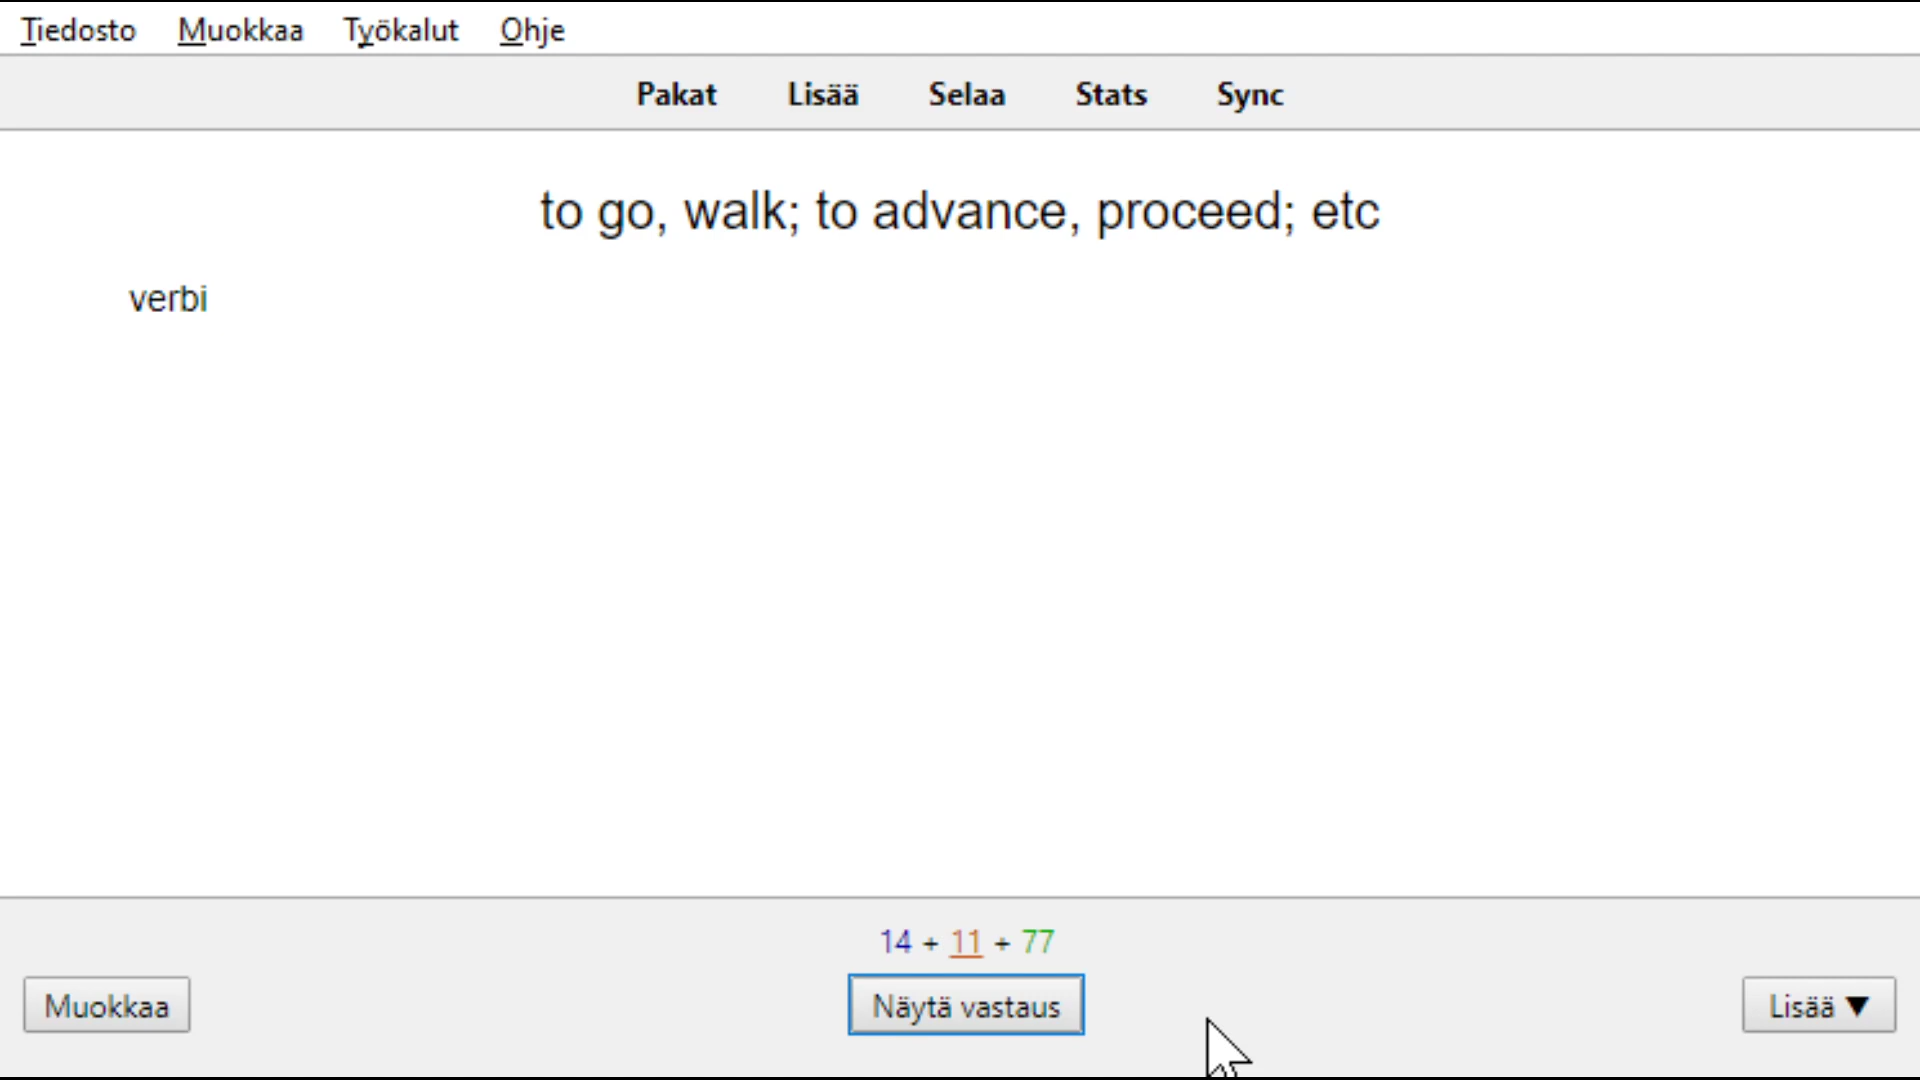 Tiedosto Muokkaa Työkalut Ohje
Pakat Lisää Selaa Stats Sync
to go, walk; to advance, proceed; etc
verbi
14 + 11 + 77
Muokkaa Näytä vastaus Lisää ▼